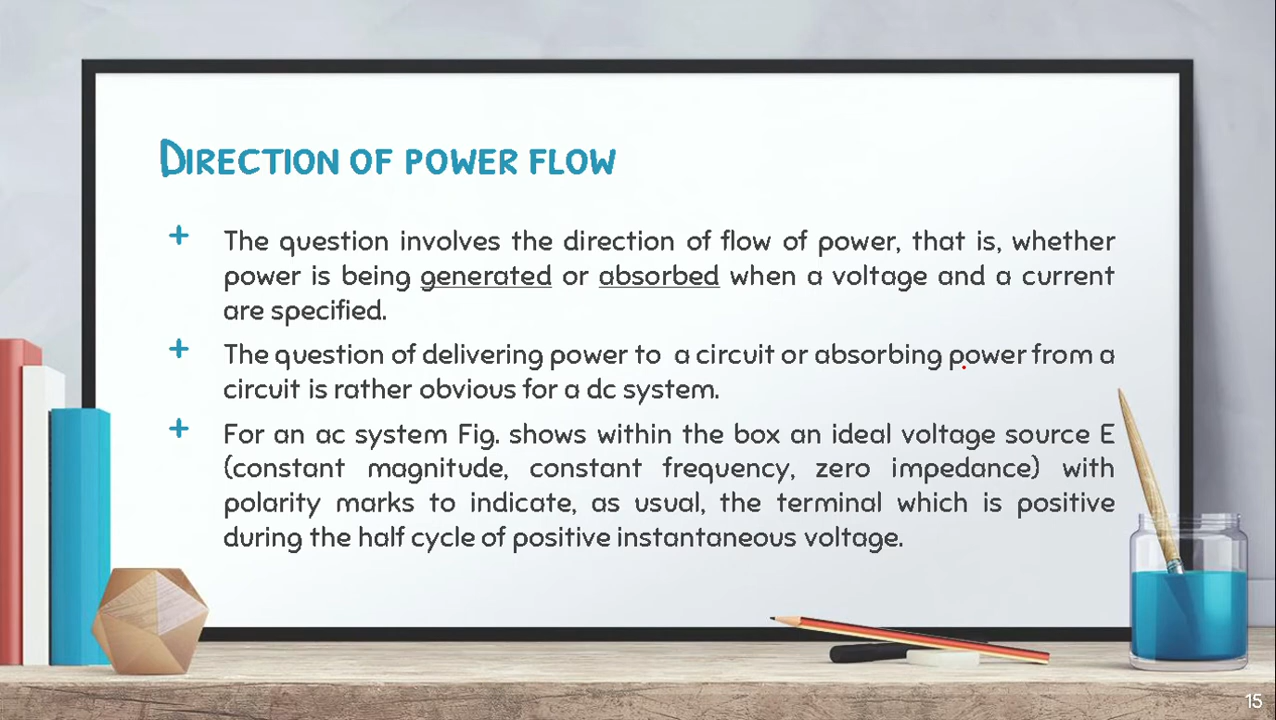 DIRECTION OF POWER FLOW
+ The question involves the direction of flow of power, that is, whether
power is being generated or absorbed when a voltage and a current
are specified.
+ The question of delivering power to a circuit or absorbing power from a
circuit is rather obvious for a dc system.
+ For an ac system Fig. shows within the box an ideal voltage source E
(constant magnitude, constant frequency, zero impedance) with
polarity marks to indicate, as usual, the terminal which is positive
during the half cycle of positive instantaneous voltage.
15